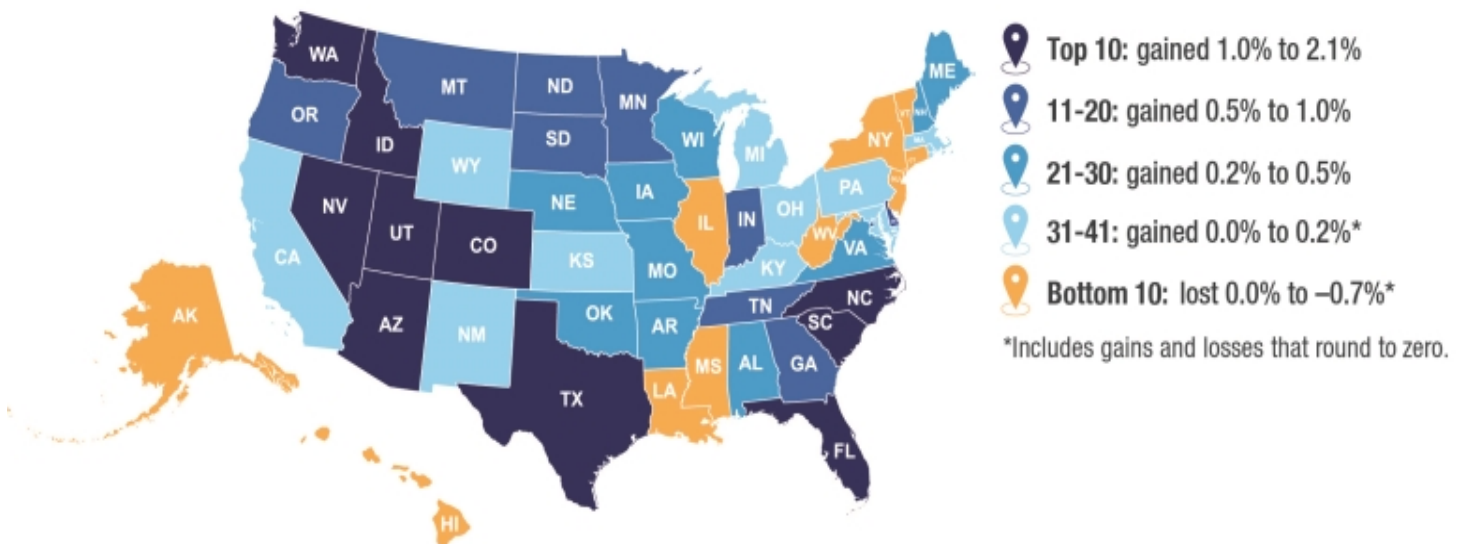 WA
MT
ND
MN
OR
ID
SD
WI
MI
ME
VT
NH
NY
MA
WY
NV
UT
CO
NE
IA
IL
IN
OH
PA
NJ
CA
KS
MO
KY
WV
VA
AZ
NM
OK
AR
TN
NC
SC
TX
LA
MS
AL
GA
FL
AK
HI
Top 10: gained 1.0% to 2.1%
11-20: gained 0.5% to 1.0%
21-30: gained 0.2% to 0.5%
31-41: gained 0.0% to 0.2%*
Bottom 10: lost 0.0% to –0.7%*
*Includes gains and losses that round to zero.